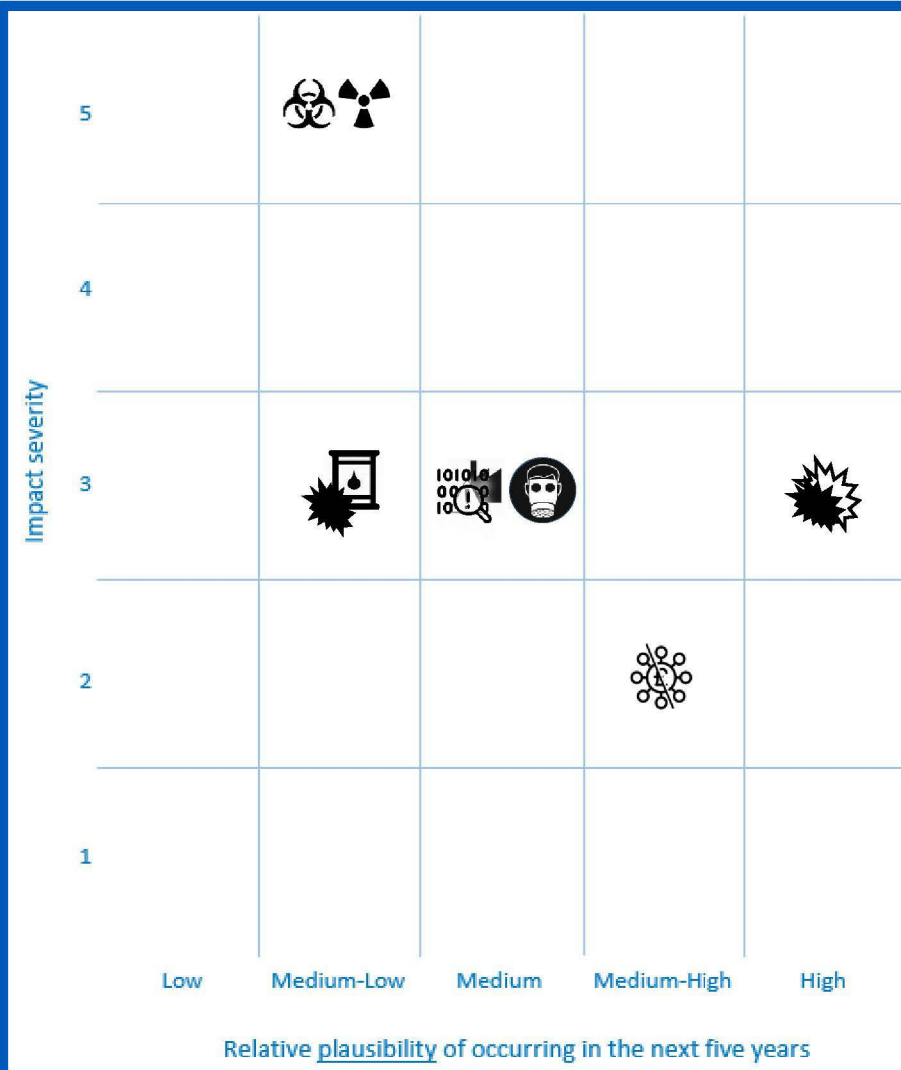 5
4
Impact severity
3
101010
2
1
Low Medium-Low Medium Medium-High High
Relative plausibility of occurring in the next five years